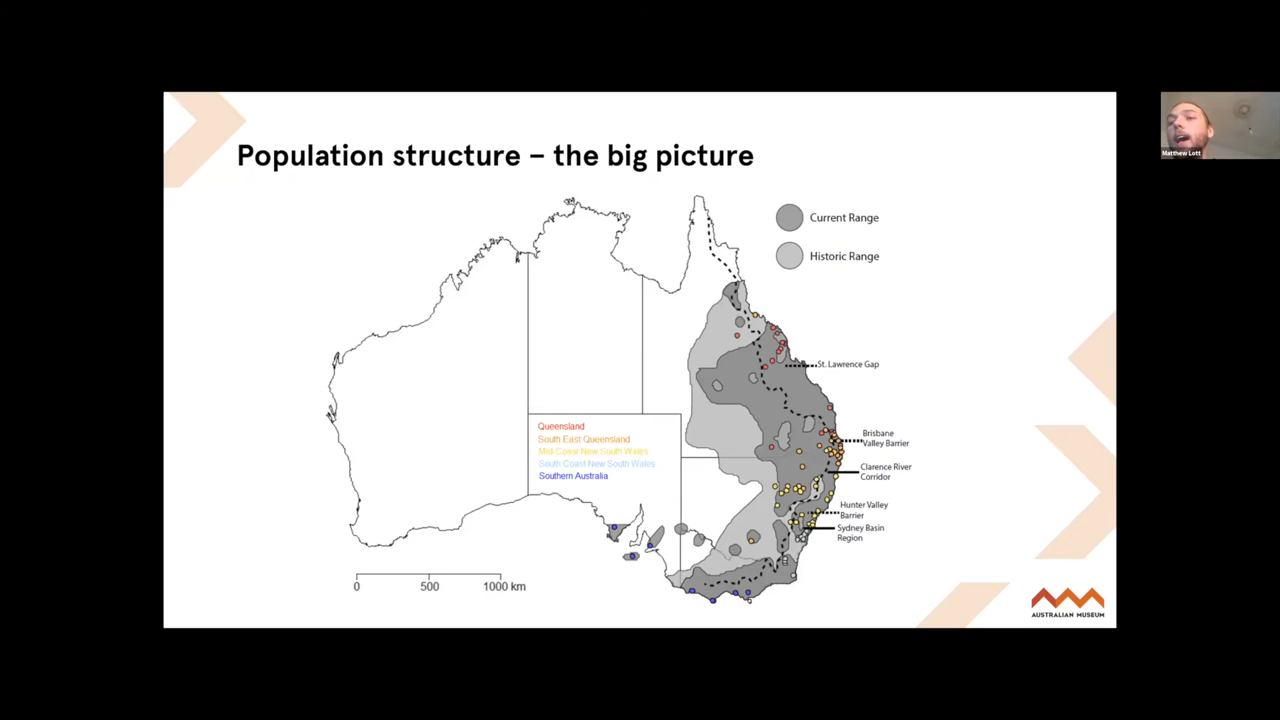 Population structure – the big picture
Matthew Lott
Current Range
Historic Range
St. Lawrence Gap
Queensland
South East Queensland
Mid-Coast New South Wales
South Coast New South Wales
Southern Australia
Brisbane
Valley Barrier
Clarence River
Corridor
Hunter Valley
Barrier
Sydney Basin
Region
0 500 1000 km
AUSTRALIAN MUSEUM